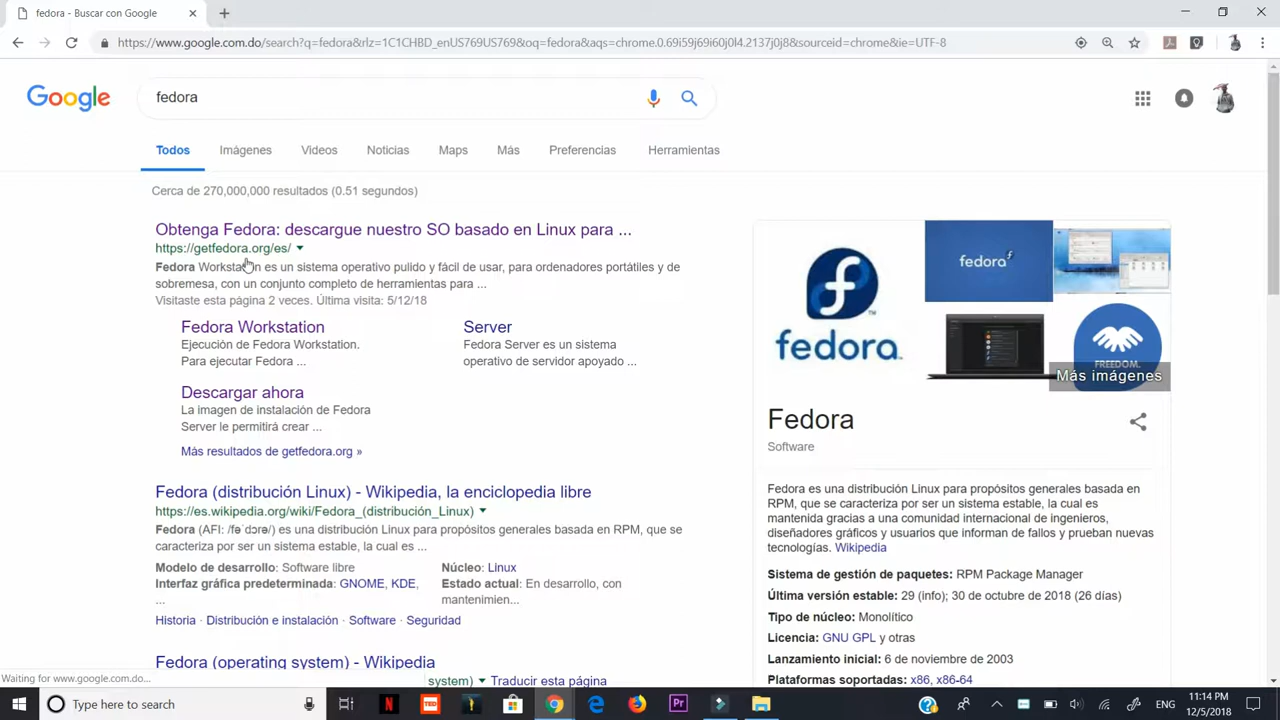 fedora - Buscar con Google
https://www.google.com.do/search?q=fedora&rlz=1C1CHBD_enUS769US769&oq=fedora&aqs=chrome.0.69i59j69i60j0l4.2137j0j8&sourceid=chrome&ie=UTF-8
Google
fedora
Todos Imágenes Videos Noticias Maps Más Preferencias Herramientas
Cerca de 270,000,000 resultados (0.51 segundos)
Obtenga Fedora: descargue nuestro SO basado en Linux para ...
https://getfedora.org/es/
Fedora Workstation es un sistema operativo pulido y fácil de usar, para ordenadores portátiles y de
sobremesa, con un conjunto completo de herramientas para ...
Visitaste esta página 2 veces. Última visita: 5/12/18
Fedora Workstation
Ejecución de Fedora Workstation.
Para ejecutar Fedora ...
Server
Fedora Server es un sistema
operativo de servidor apoyado ...
Descargar ahora
La imagen de instalación de Fedora
Server le permitirá crear ...
Más resultados de getfedora.org »
Fedora (distribución Linux) - Wikipedia, la enciclopedia libre
https://es.wikipedia.org/wiki/Fedora_(distribución_Linux)
Fedora (AFI: /fəˈdɔrə/) es una distribución Linux para propósitos generales basada en RPM, que se
caracteriza por ser un sistema estable, la cual es ...
Modelo de desarrollo: Software libre
Interfaz gráfica predeterminada: GNOME, KDE,
...
Núcleo: Linux
Estado actual: En desarrollo, con
mantenimien...
Historia · Distribución e instalación · Software · Seguridad
Fedora (operating system) - Wikipedia
system) Traducir esta página
fedora
fedora
FREEDOM.
Más imágenes
Fedora
Software
Fedora es una distribución Linux para propósitos generales basada en
RPM, que se caracteriza por ser un sistema estable, la cual es
mantenida gracias a una comunidad internacional de ingenieros,
diseñadores gráficos y usuarios que informan de fallos y prueban nuevas
tecnologías. Wikipedia
Sistema de gestión de paquetes: RPM Package Manager
Última versión estable: 29 (info); 30 de octubre de 2018 (26 días)
Tipo de núcleo: Monolítico
Licencia: GNU GPL y otras
Lanzamiento inicial: 6 de noviembre de 2003
Plataformas soportadas: x86, x86-64
Waiting for www.google.com.do...
Type here to search
N
Pr
ENG
11:14 PM
12/5/2018